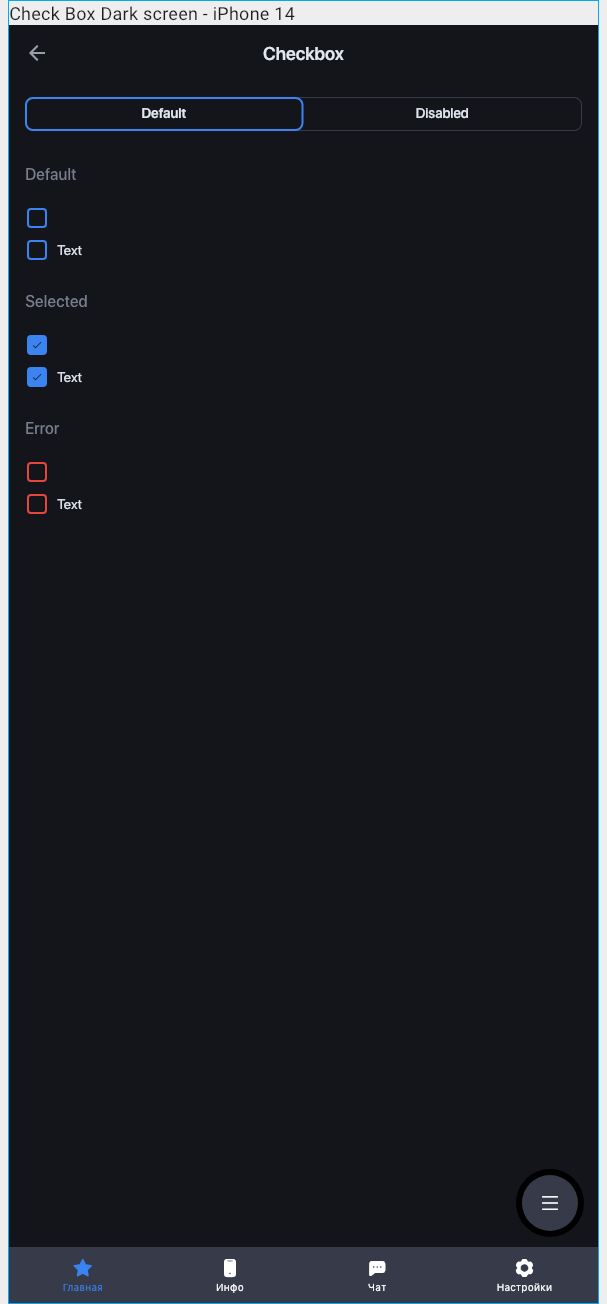 Check Box Dark screen - iPhone 14
Checkbox
Default Disabled
Default
Text
Selected
Text
Error
Text
Главная Инфо Чат Настройки